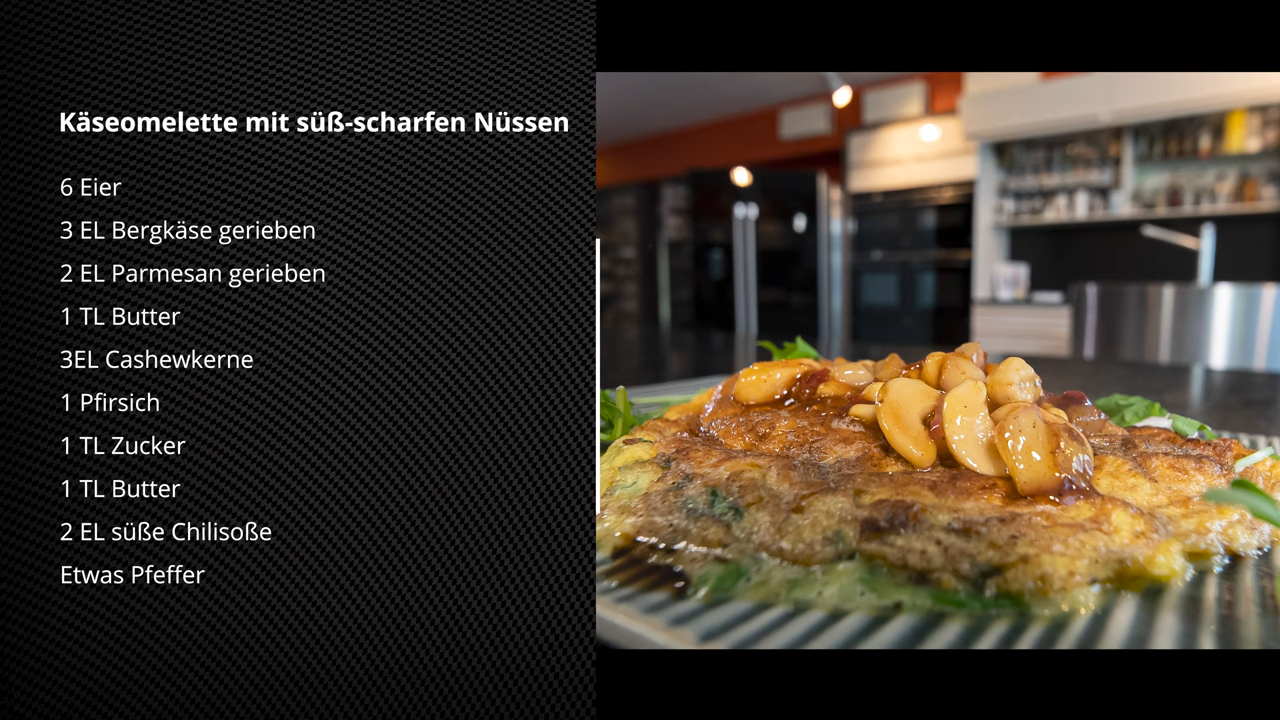 Käseomelette mit süß-scharfen Nüssen
6 Eier
3 EL Bergkäse gerieben
2 EL Parmesan gerieben
1 TL Butter
3EL Cashewkerne
1 Pfirsich
1 TL Zucker
1 TL Butter
2 EL süße Chilisoße
Etwas Pfeffer